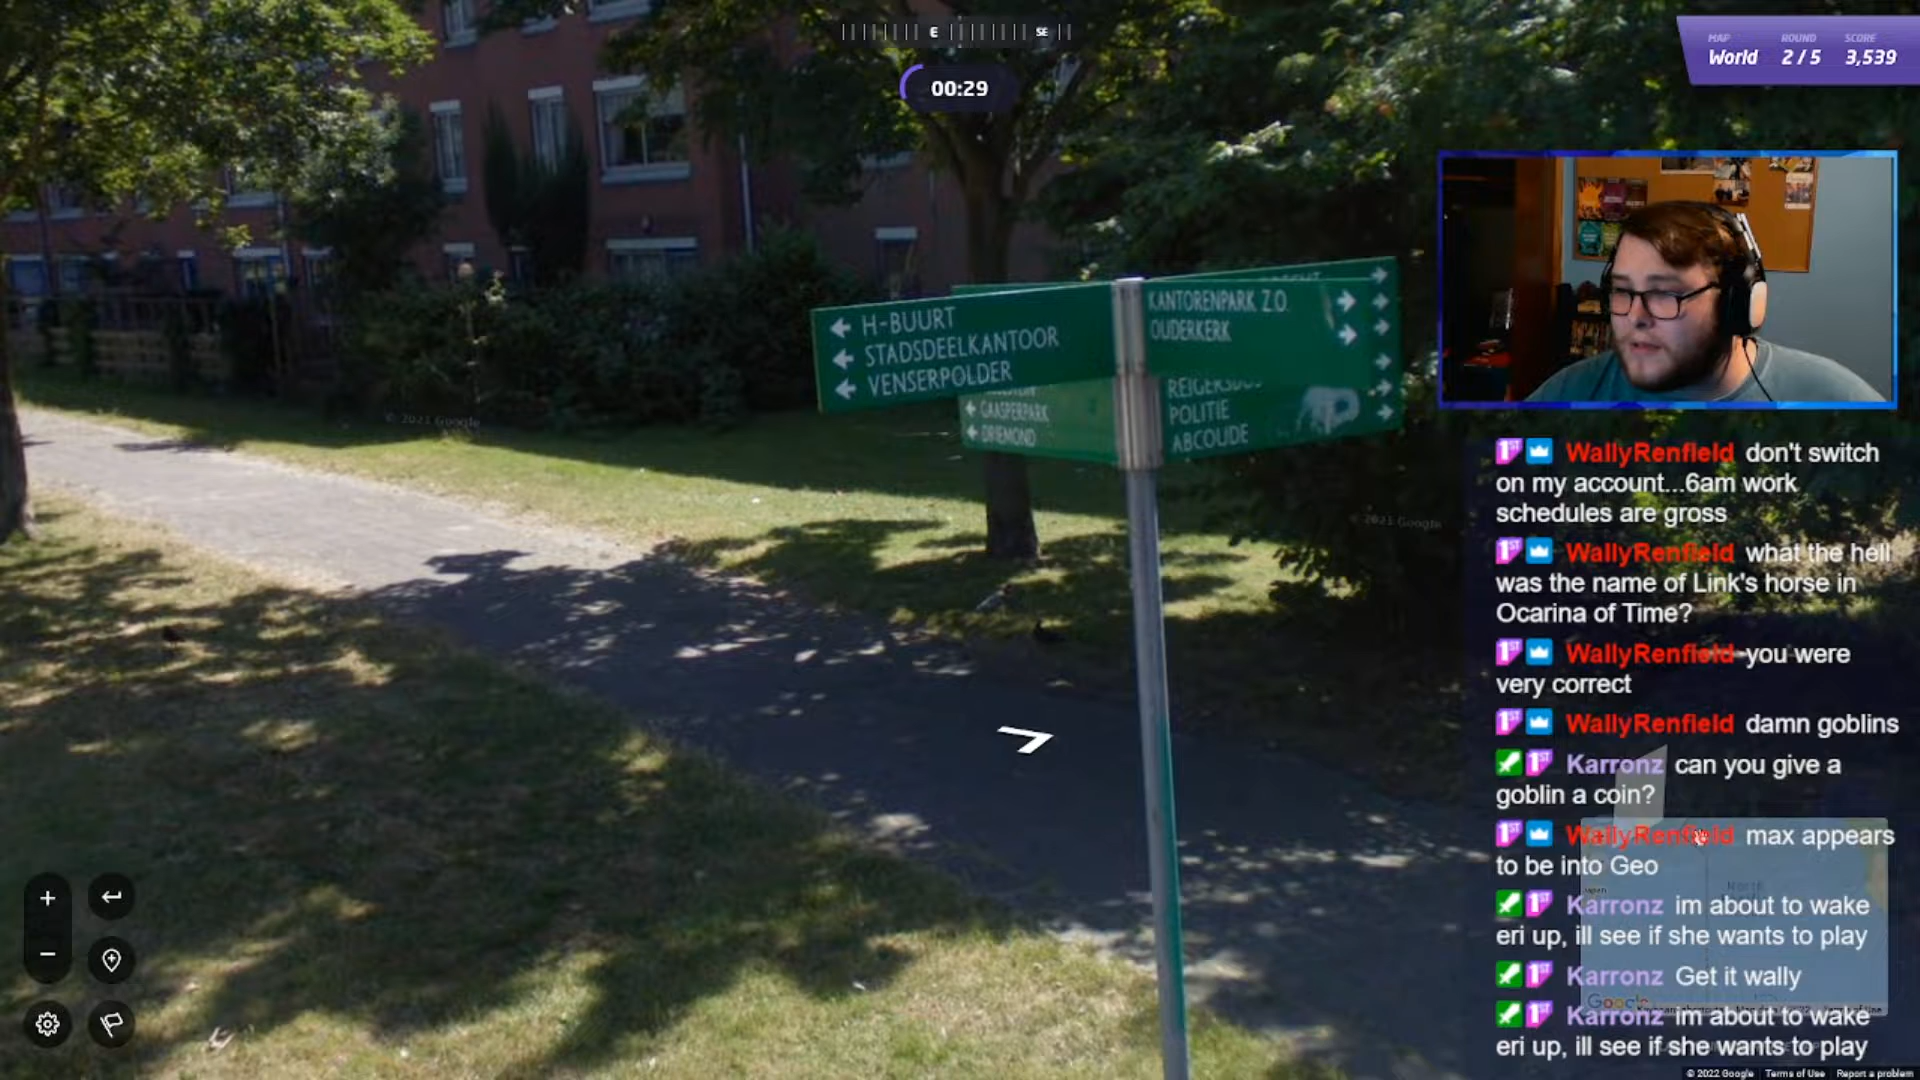 E
SE
00:29
MAP
ROUND
SCORE
World
2 / 5
3,539
H-BUURT
STADSDEELKANTOOR
VENSERPOLDER
KANTORENPARK Z.O.
OUDERKERK
GAASPERPARK
DRIEMOND
POLITIE
ABCOUDE
© 2021 Google
© 2021 Google
WallyRenfield don't switch
on my account...6am work
schedules are gross
WallyRenfield what the hell
was the name of Link's horse in
Ocarina of Time?
WallyRenfield you were
very correct
WallyRenfield damn goblins
Karronz can you give a
goblin a coin?
WallyRenfield max appears
to be into Geo
Karronz im about to wake
eri up, ill see if she wants to play
Karronz Get it wally
Karronz im about to wake
eri up, ill see if she wants to play
Google
© 2022 Google
Terms of Use
Report a problem